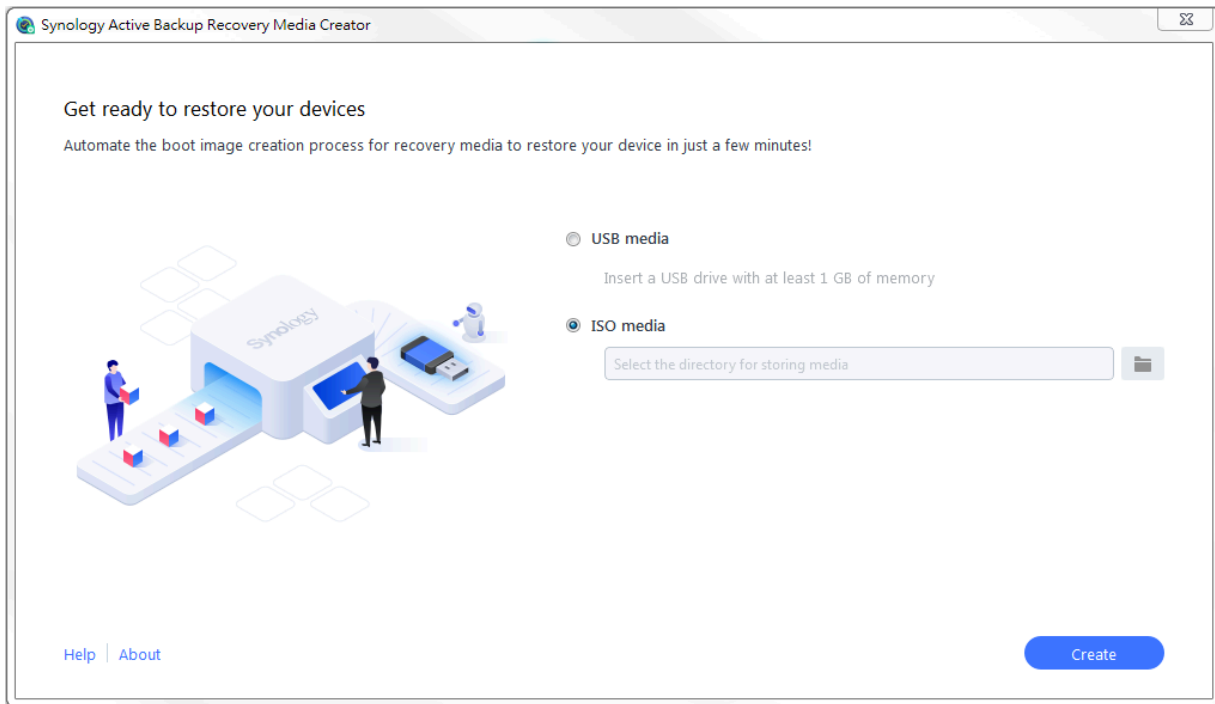 Synology Active Backup Recovery Media Creator
Get ready to restore your devices
Automate the boot image creation process for recovery media to restore your device in just a few minutes!
USB media
Insert a USB drive with at least 1 GB of memory
Synology
ISO media
Select the directory for storing media
Help
About
Create